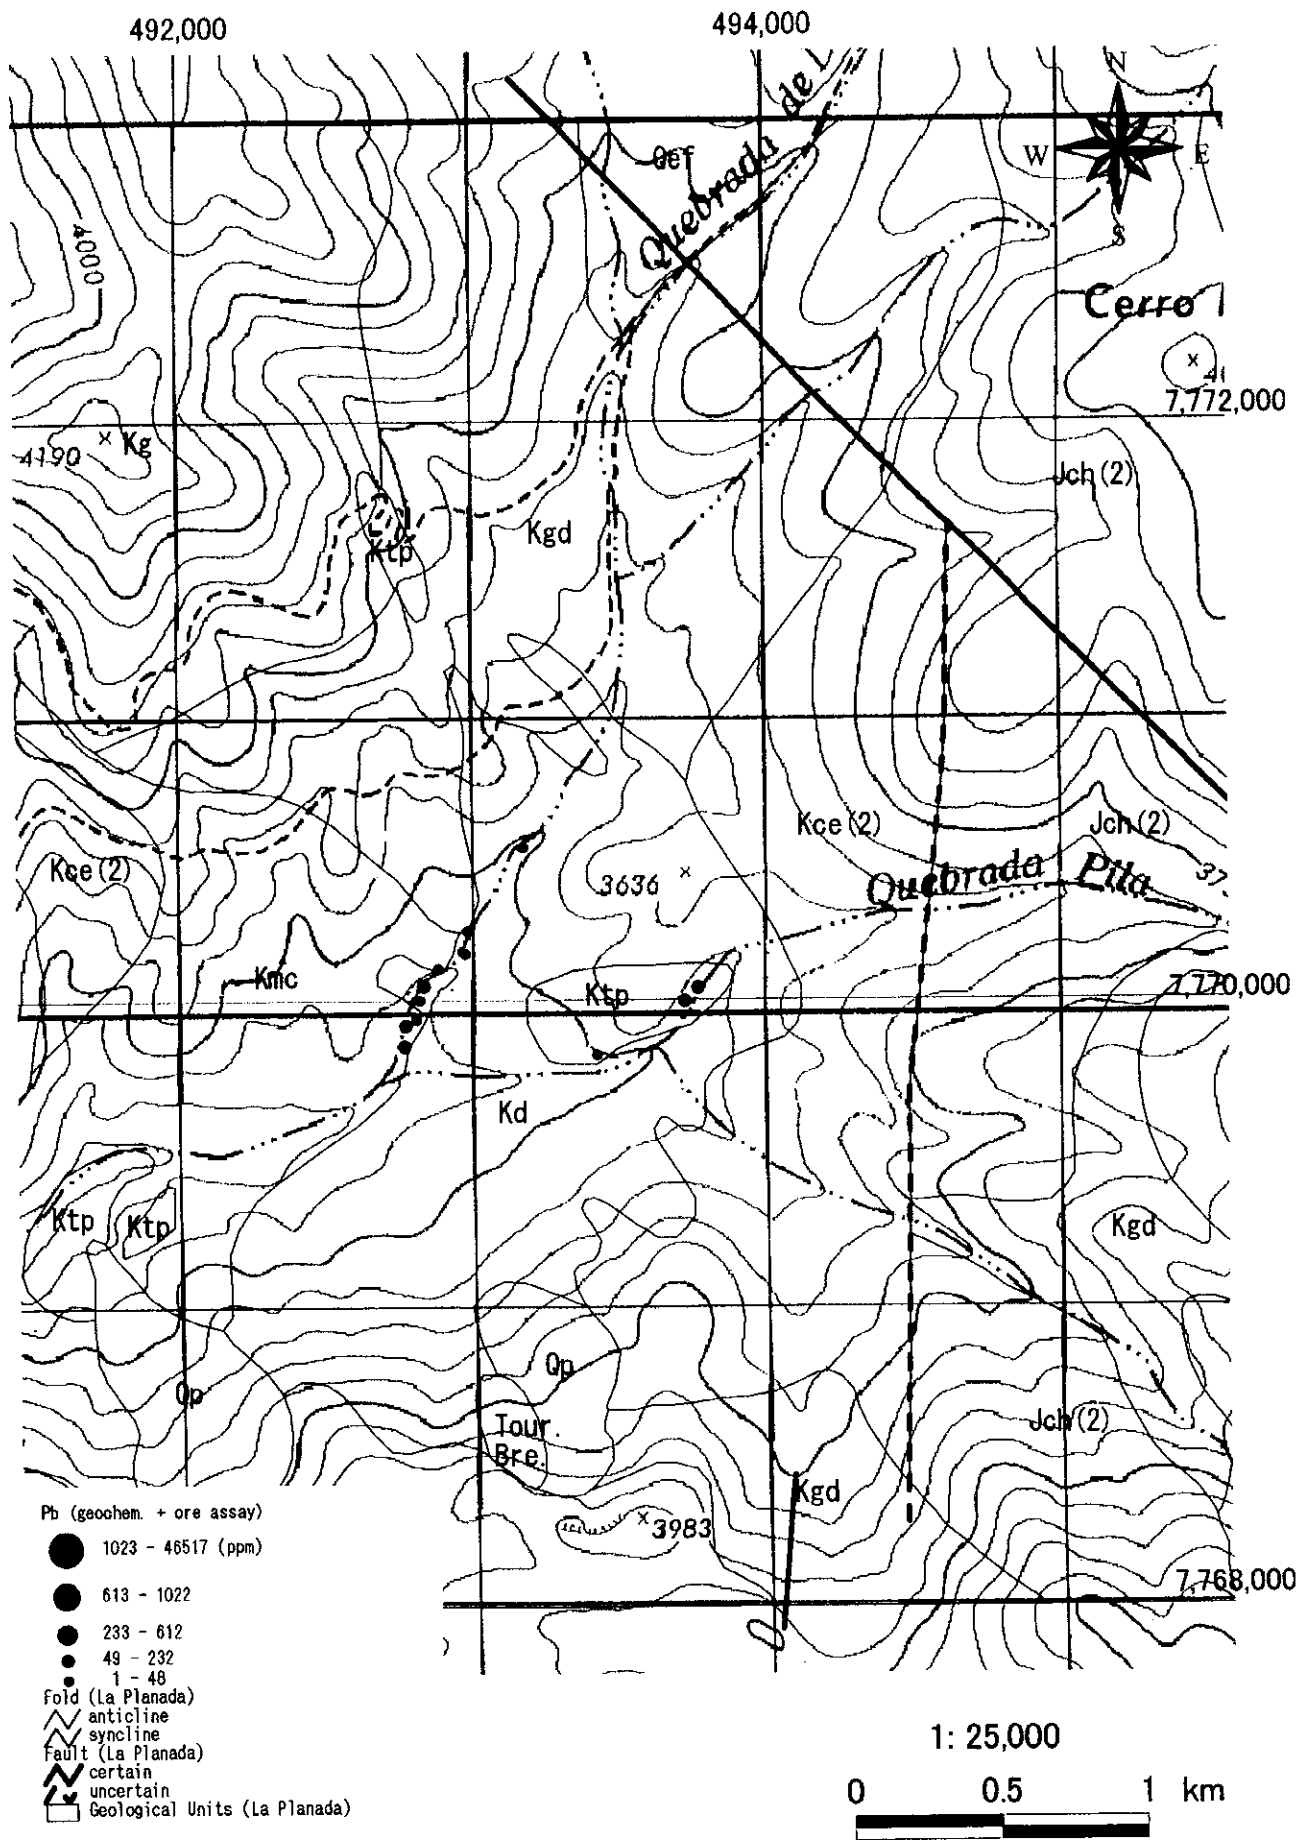 492,000
494,000
Quebrada de
Qef
N
W
E
S
4000
Cerro
7,772,000
Kg
4190
Jch(2)
Kgd
Ktp
Kce(2)
Jch(2)
Kce(2)
3636
Quebrada Pila
37
Kmc
Ktp
7,770,000
Kd
Ktp
Ktp
Kgd
Qp
Qp
Jch(2)
Tour.
Bre.
Kgd
3983
7,768,000
Pb (geochem. + ore assay)
1023 - 46517 (ppm)
613 - 1022
233 - 612
49 - 232
1 - 48
Fold (La Planada)
anticline
syncline
Fault (La Planada)
certain
uncertain
Geological Units (La Planada)
1: 25,000
0 0.5 1 km